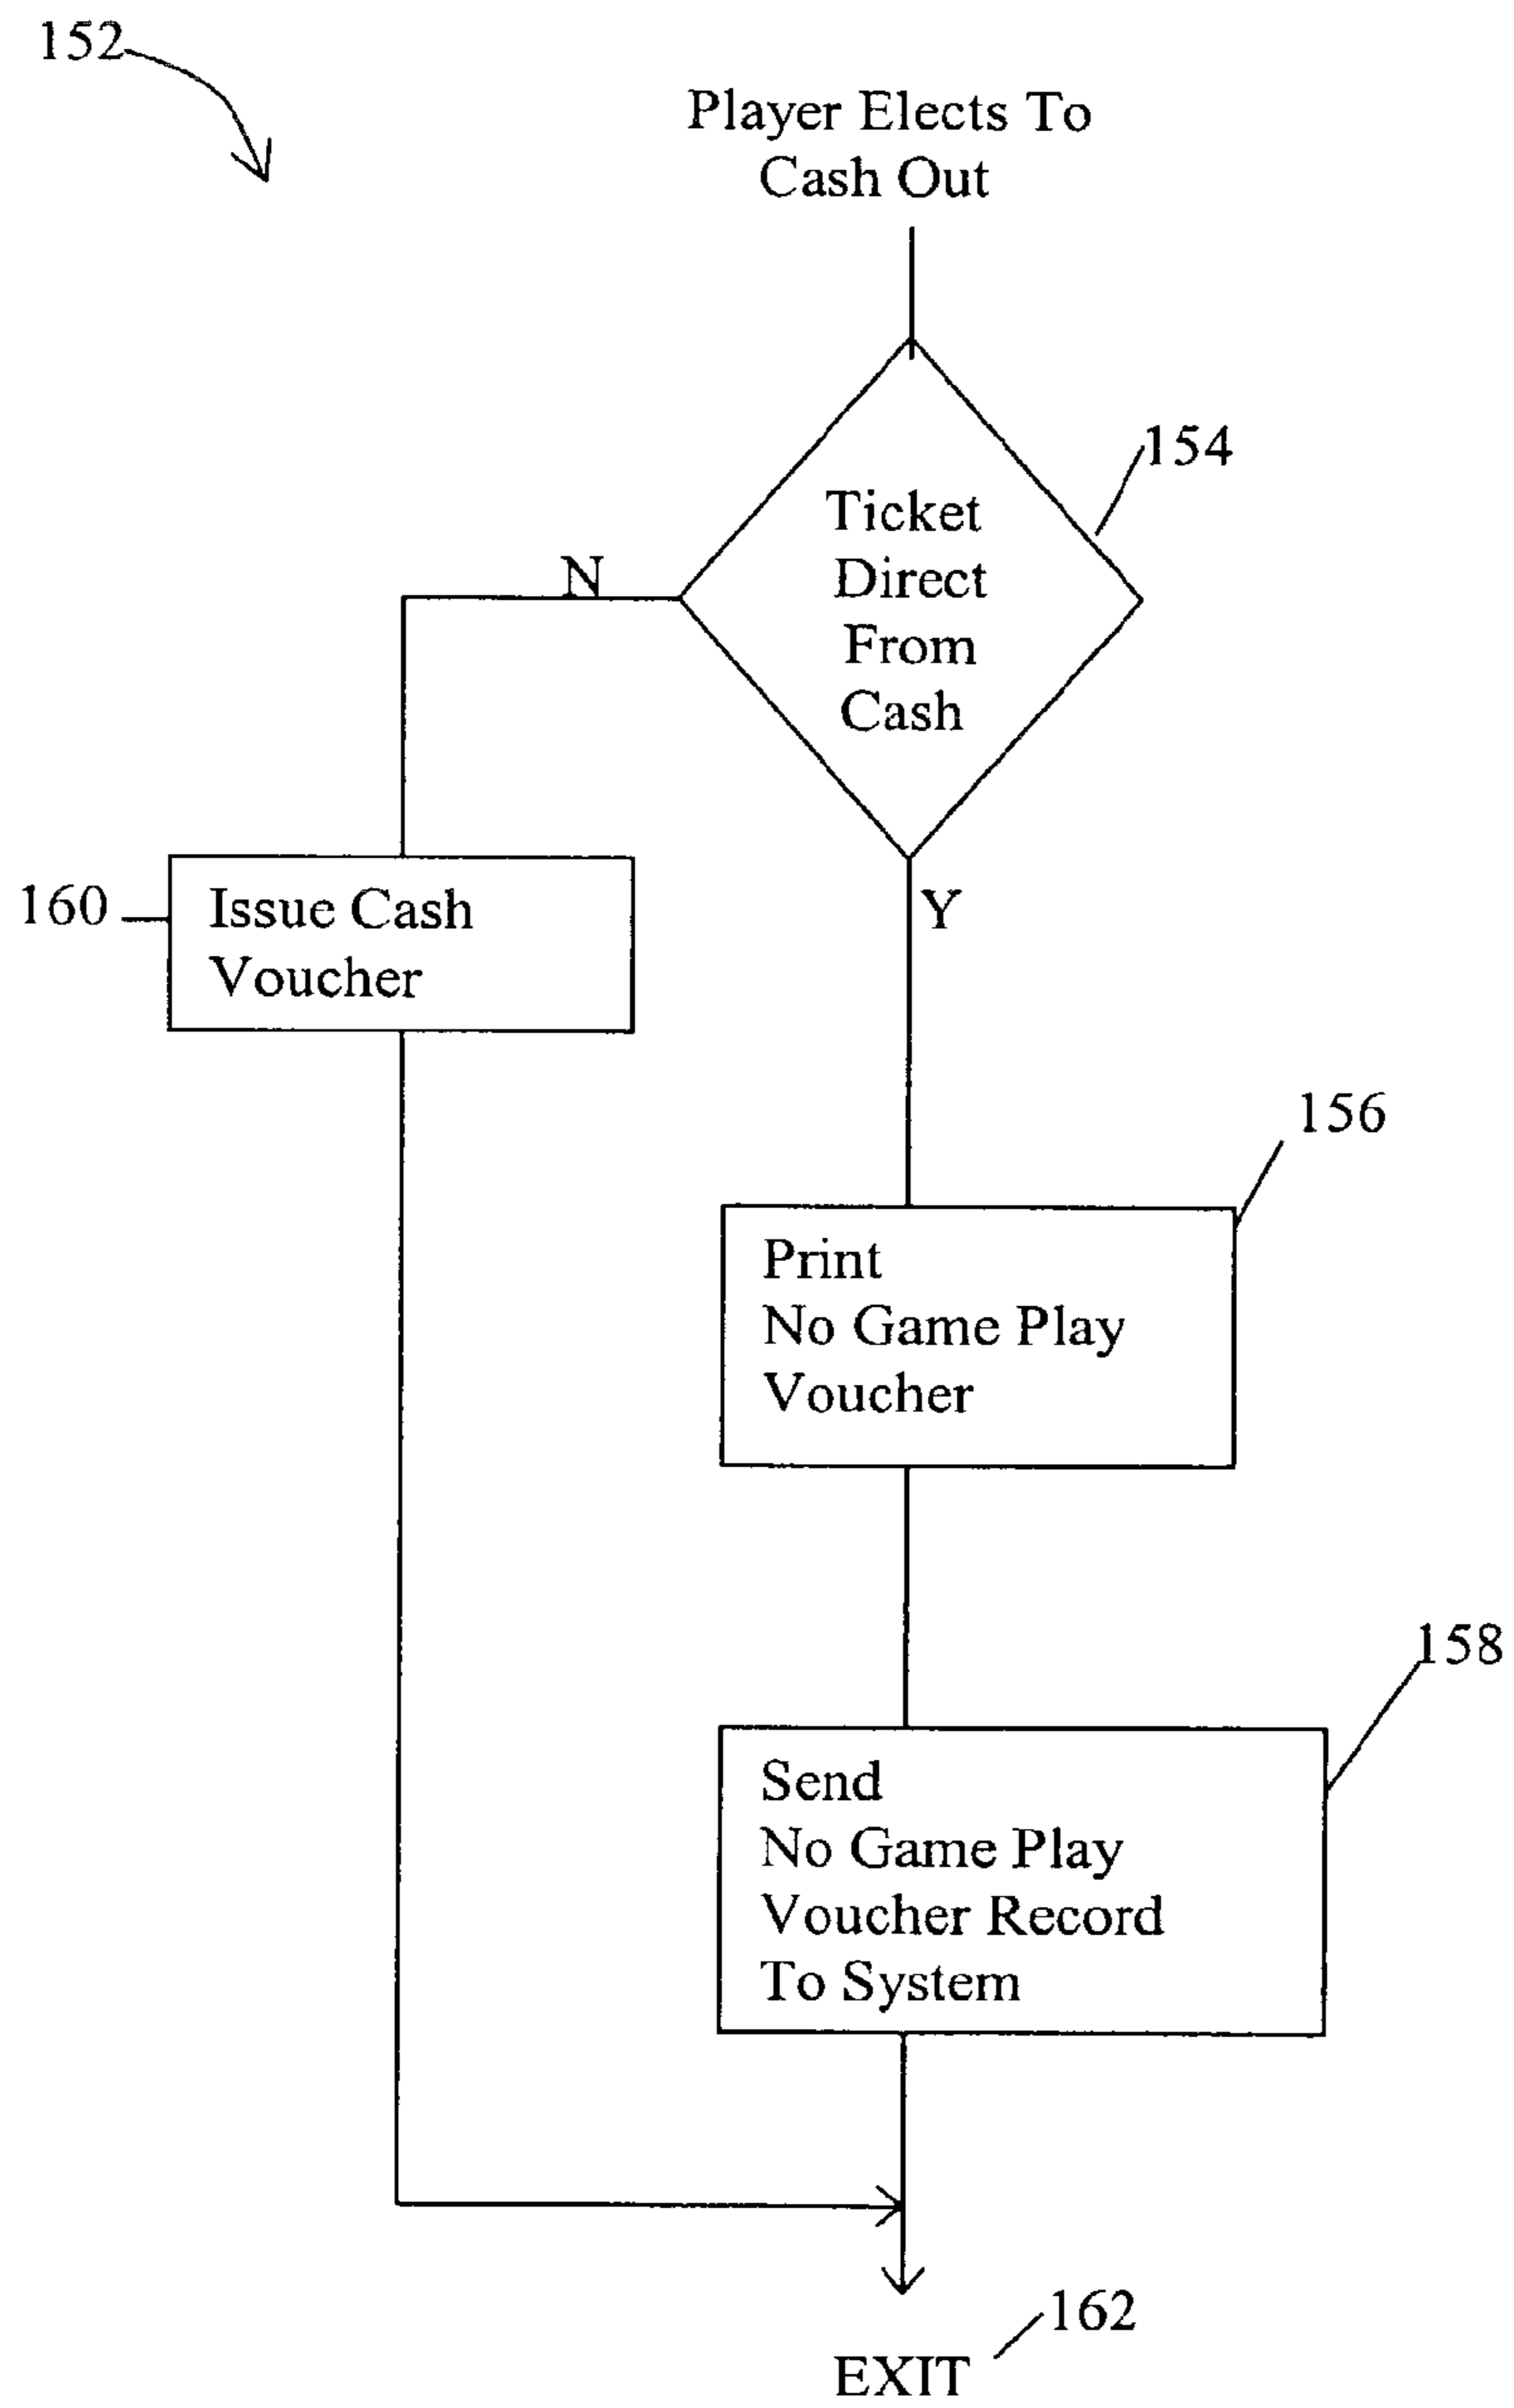 152
Player Elects To
Cash Out
154
Ticket
Direct
From
Cash
N
Y
160
Issue Cash
Voucher
156
Print
No Game Play
Voucher
158
Send
No Game Play
Voucher Record
To System
162
EXIT